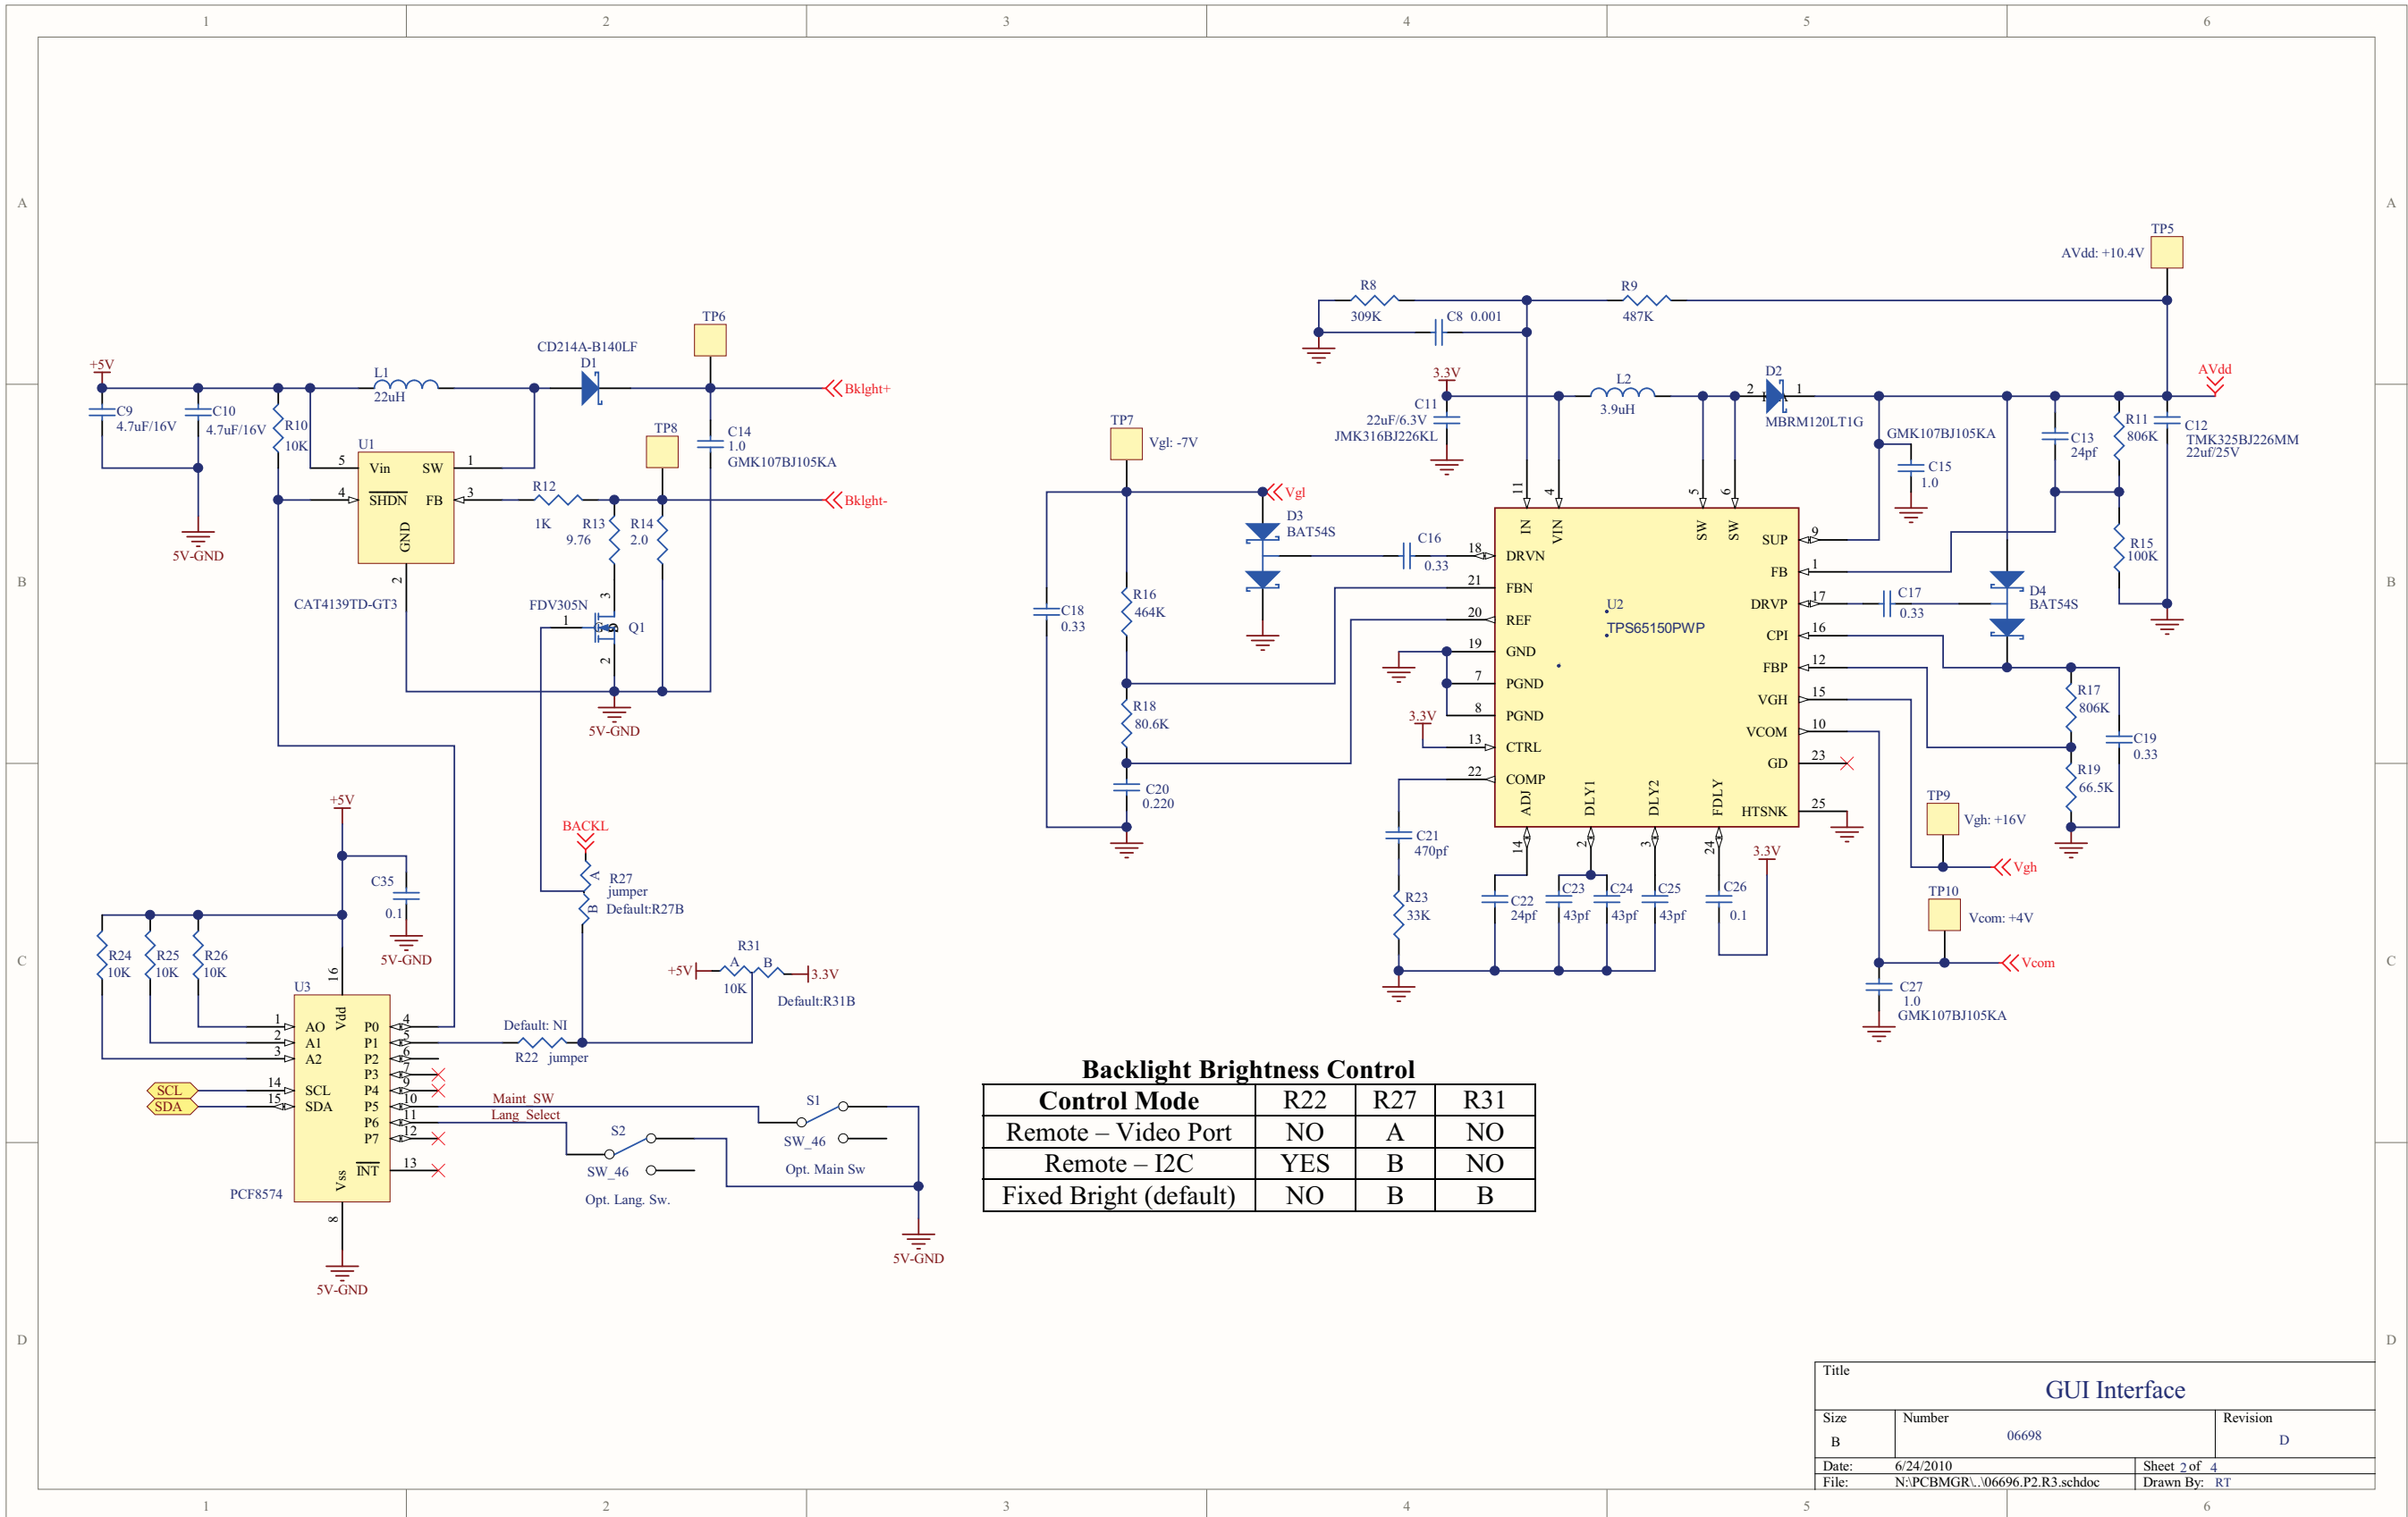 1 2 3 4 5 6
A
A
B
B
C
C
D
D
+5V
C9
4.7uF/16V
C10
4.7uF/16V
R10
10K
L1
22uH
CD214A-B140LF
D1
TP6
Bklght+
U1
5 Vin SW 1
4 SHDN FB 3
GND
2
CAT4139TD-GT3
5V-GND
R12
1K
R13
9.76
R14
2.0
TP8
C14
1.0
GMK107BJ105KA
Bklght-
FDV305N
3
1
2
Q1
5V-GND
+5V
C35
0.1
5V-GND
R24
10K
R25
10K
R26
10K
BACKL
A
B
R27
jumper
Default:R27B
R31
+5V A B 3.3V
10K
Default:R31B
Default: NI
R22 jumper
U3
16
Vdd
1 AO P0 4
2 A1 P1 5
3 A2 P2 6
P3 7
14 SCL P4 9
15 SDA P5 10
P6 11
P7 12
INT 13
Vss
8
SCL
SDA
PCF8574
5V-GND
Maint_SW
Lang_Select
S1
SW_46
Opt. Main Sw
S2
SW_46
Opt. Lang. Sw.
5V-GND
TP5
AVdd: +10.4V
R8
309K
C8 0.001
R9
487K
3.3V
C11
22uF/6.3V
JMK316BJ226KL
L2
3.9uH
D2
2 1
MBRM120LT1G
AVdd
GMK107BJ105KA
C15
1.0
C13
24pf
R11
806K
C12
TMK325BJ226MM
22uf/25V
R15
100K
TP7
Vgl: -7V
Vgl
D3
BAT54S
C16
0.33
C18
0.33
R16
464K
R18
80.6K
C20
0.220
U2
TPS65150PWP
11 IN
4 VIN
5 SW
6 SW
18 DRVN
21 FBN
20 REF
19 GND
7 PGND
8 PGND
13 CTRL
22 COMP
SUP 9
FB 1
DRVP 17
CPI 16
FBP 12
VGH 15
VCOM 10
GD 23
HTSNK 25
ADJ 14
DLY1 2
DLY2 3
FDLY 24
3.3V
C17
0.33
D4
BAT54S
R17
806K
C19
0.33
R19
66.5K
TP9
Vgh: +16V
Vgh
TP10
Vcom: +4V
Vcom
C27
1.0
GMK107BJ105KA
C21
470pf
R23
33K
C22
24pf
C23
43pf
C24
43pf
C25
43pf
C26
0.1
3.3V
Backlight Brightness Control
Control Mode R22 R27 R31
Remote – Video Port NO A NO
Remote – I2C YES B NO
Fixed Bright (default) NO B B
Title
GUI Interface
Size Number Revision
B 06698 D
Date: 6/24/2010 Sheet 2 of 4
File: N:\PCBMGR\..\06696.P2.R3.schdoc Drawn By: RT
1 2 3 4 5 6